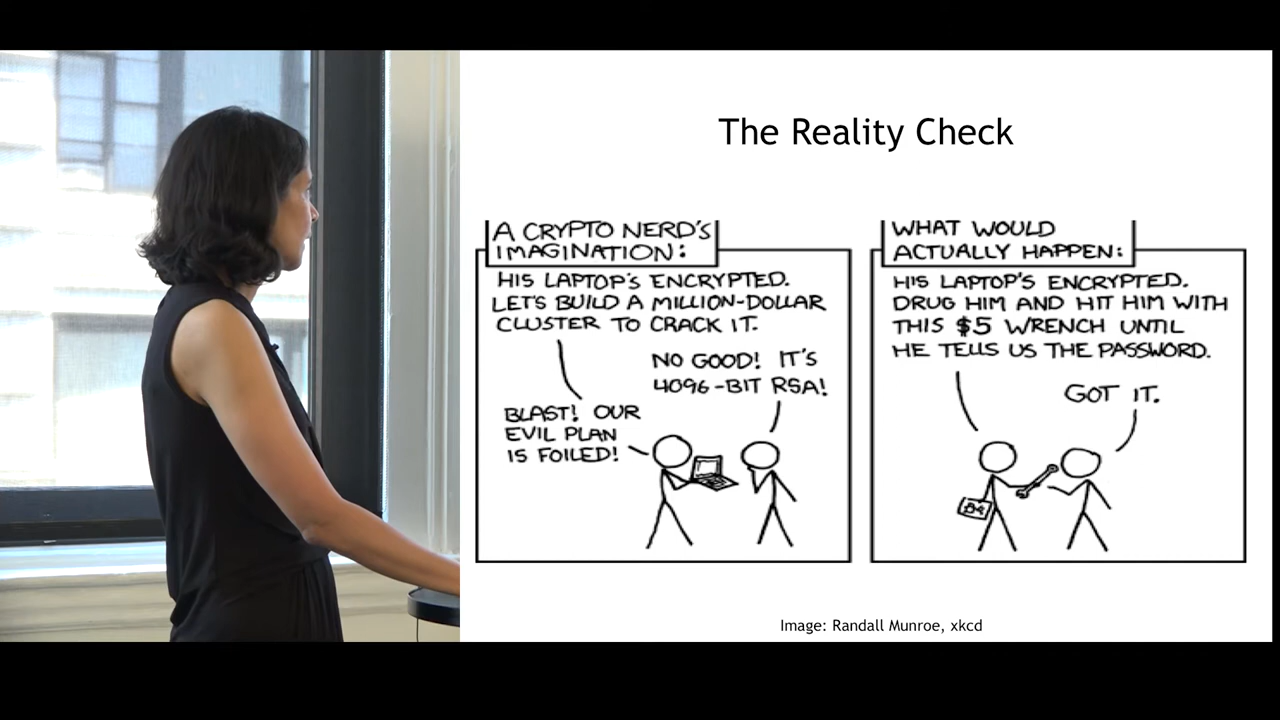 The Reality Check
A CRYPTO NERD'S
IMAGINATION:
HIS LAPTOP'S ENCRYPTED.
LET'S BUILD A MILLION-DOLLAR
CLUSTER TO CRACK IT.
NO GOOD! IT'S
4096-BIT RSA!
BLAST! OUR
EVIL PLAN
IS FOILED!
WHAT WOULD
ACTUALLY HAPPEN:
HIS LAPTOP'S ENCRYPTED.
DRUG HIM AND HIT HIM WITH
THIS $5 WRENCH UNTIL
HE TELLS US THE PASSWORD.
GOT IT.
Image: Randall Munroe, xkcd